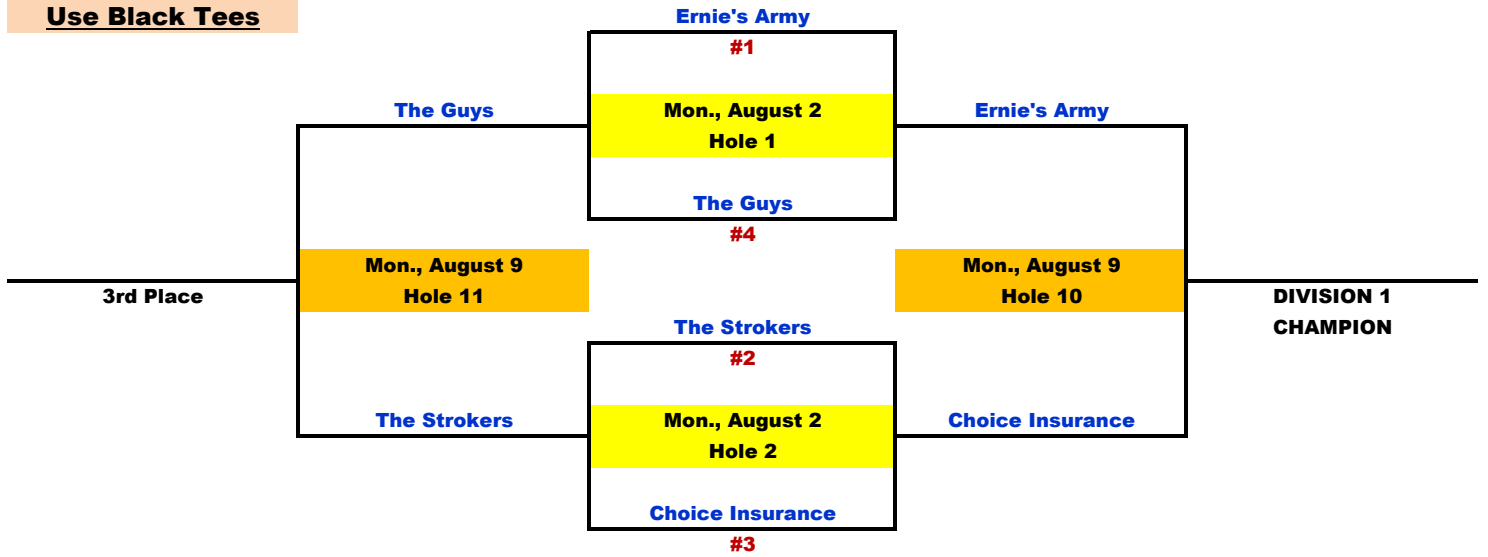 Use Black Tees
Ernie's Army
#1
The Guys
Mon., August 2
Hole 1
Ernie's Army
The Guys
#4
Mon., August 9
Hole 11
Mon., August 9
Hole 10
3rd Place
DIVISION 1
CHAMPION
The Strokers
#2
The Strokers
Mon., August 2
Hole 2
Choice Insurance
Choice Insurance
#3